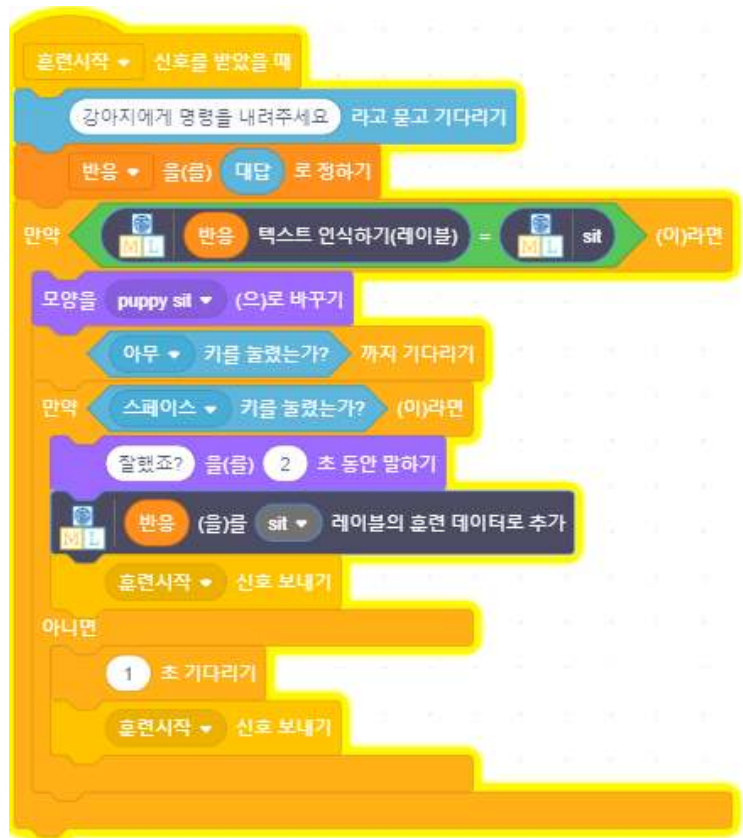 훈련시작 신호를 받았을 때
강아지에게 명령을 내려주세요 라고 묻고 기다리기
반응 을(를) 대답 로 정하기
만약 ML 반응 텍스트 인식하기(레이블) = ML sit (이)라면
모양을 puppy sit (으)로 바꾸기
아무 키를 눌렸는가? 까지 기다리기
만약 스페이스 키를 눌렸는가? (이)라면
잘했죠? 을(를) 2 초 동안 말하기
ML 반응 (을)를 sit 레이블의 훈련 데이터로 추가
훈련시작 신호 보내기
아니면
1 초 기다리기
훈련시작 신호 보내기